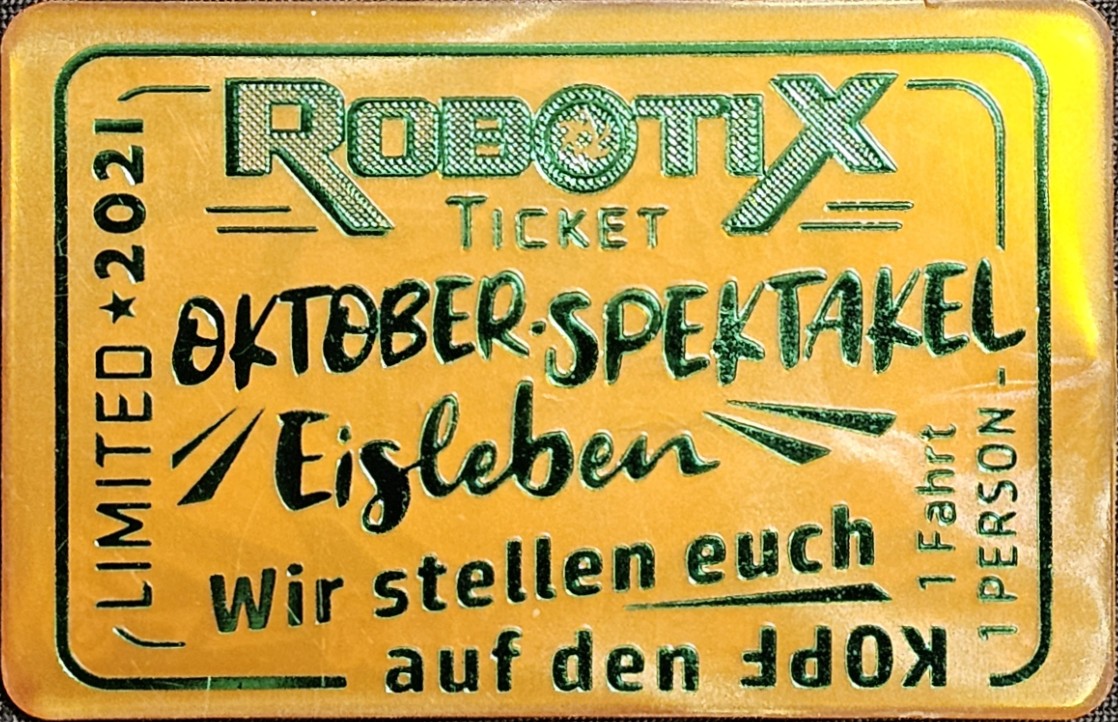 ROBOTIX
TICKET
LIMITED ★ 2021
OKTOBER·SPEKTAKEL
Eisleben
Wir stellen euch
auf den KOPF
1 Fahrt
1 PERSON -